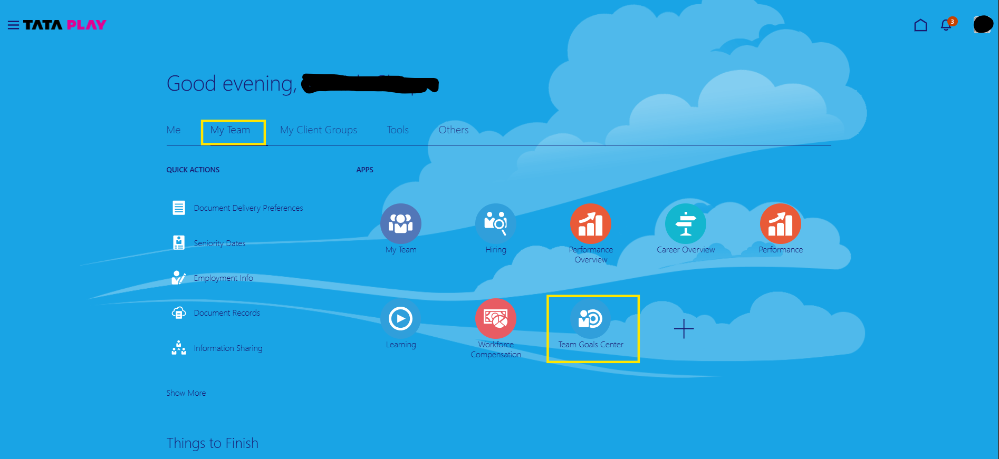 TATA PLAY
3
Good evening,
Me
My Team
My Client Groups
Tools
Others
QUICK ACTIONS
Document Delivery Preferences
Seniority Dates
Employment Info
Document Records
Information Sharing
Show More
APPS
My Team
Hiring
Performance
Overview
Career Overview
Performance
Learning
Workforce
Compensation
Team Goals Center
Things to Finish